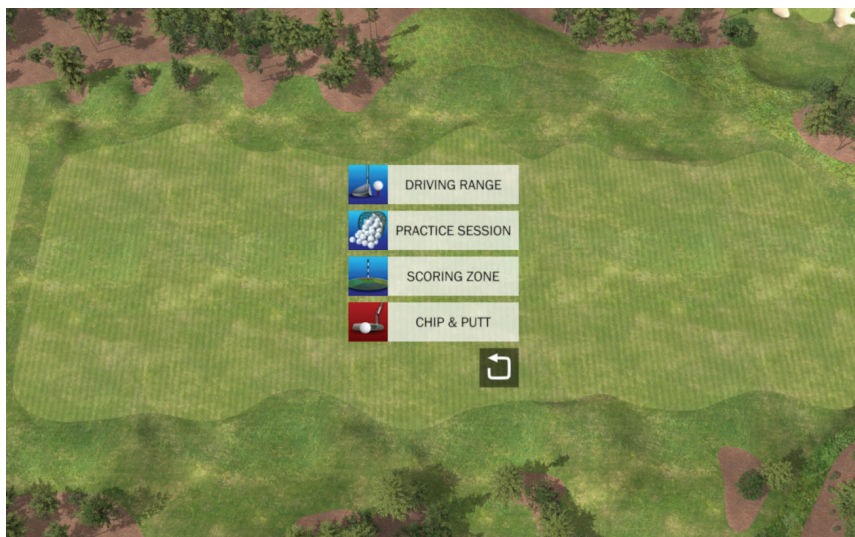 DRIVING RANGE
PRACTICE SESSION
SCORING ZONE
CHIP & PUTT